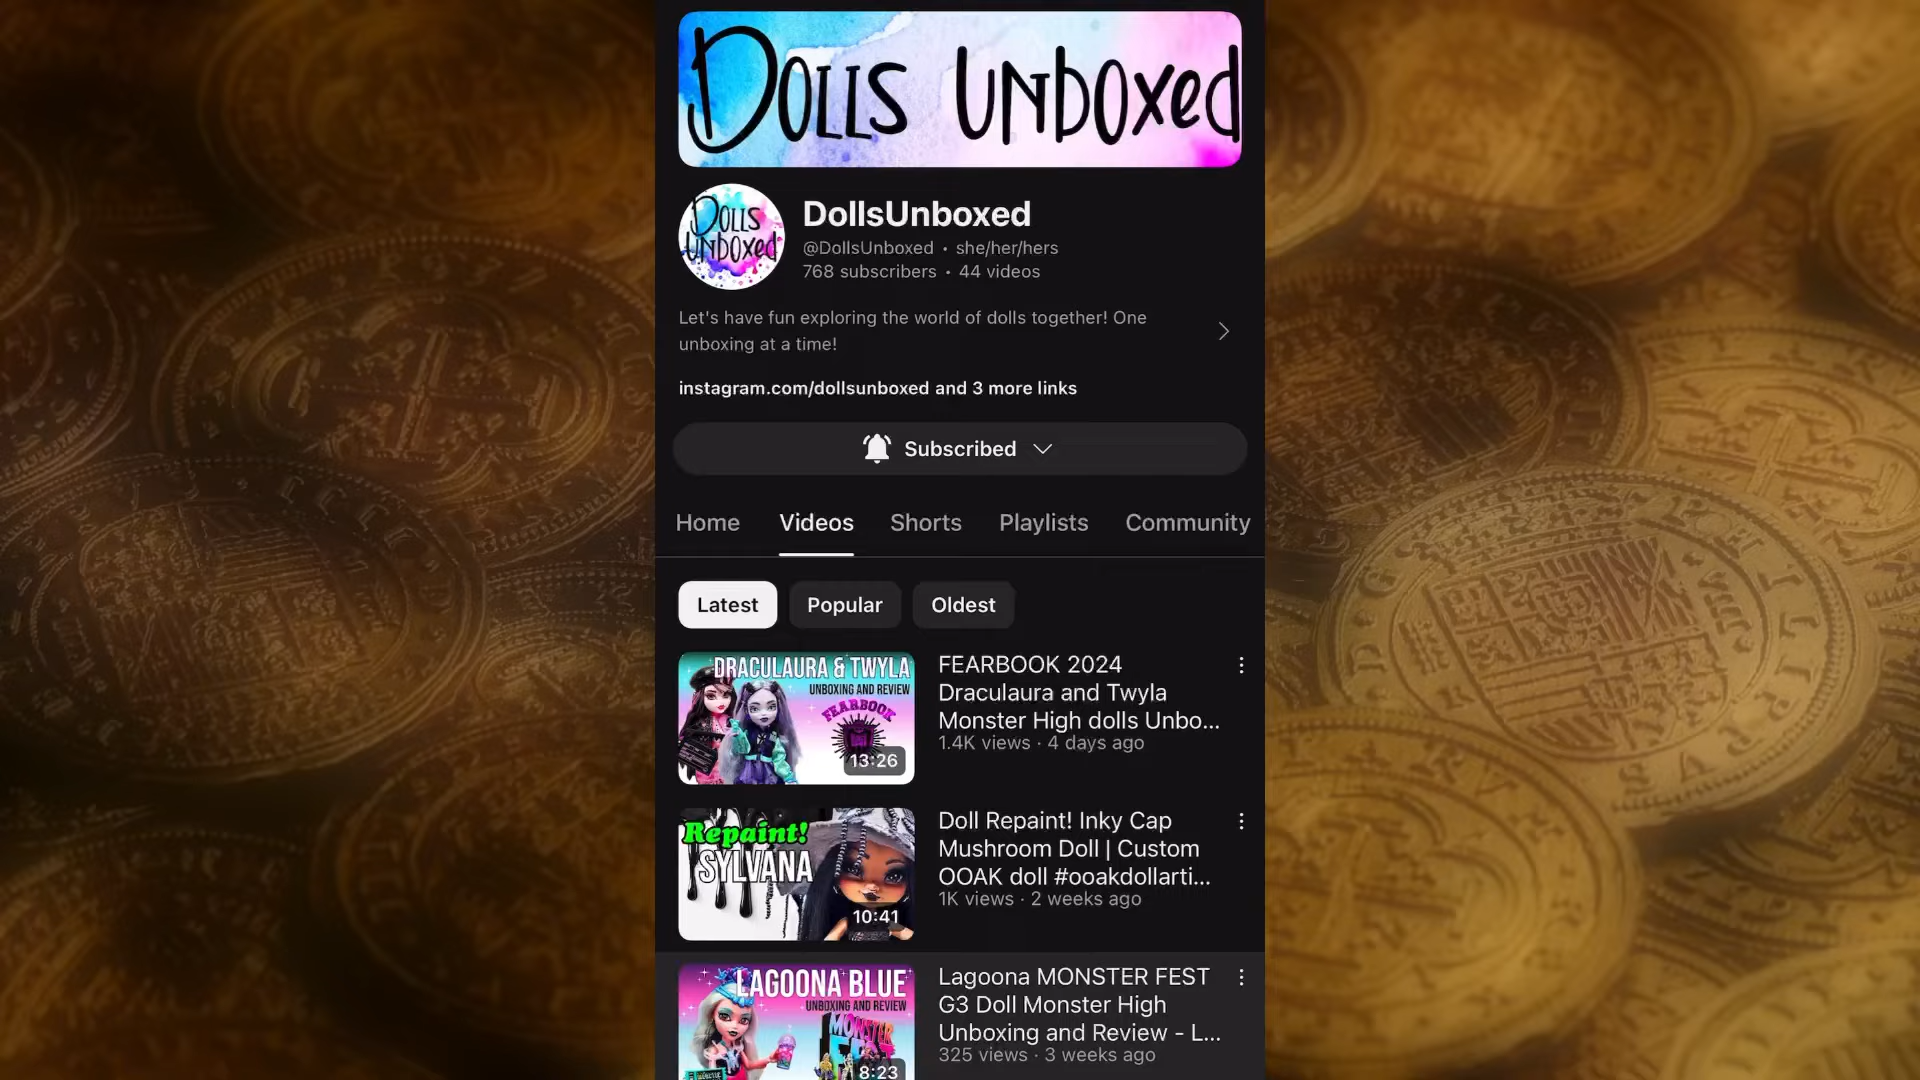 Dolls Unboxed
Dolls
Unboxed
DollsUnboxed
@DollsUnboxed • she/her/hers
768 subscribers • 44 videos
Let's have fun exploring the world of dolls together! One
unboxing at a time!
instagram.com/dollsunboxed and 3 more links
Subscribed
Home Videos Shorts Playlists Community
Latest Popular Oldest
DRACULAURA & TWYLA
UNBOXING AND REVIEW
FEARBOOK
13:26
FEARBOOK 2024
Draculaura and Twyla
Monster High dolls Unbo...
1.4K views · 4 days ago
Repaint!
SYLVANA
10:41
Doll Repaint! Inky Cap
Mushroom Doll | Custom
OOAK doll #ooakdollarti...
1K views · 2 weeks ago
LAGOONA BLUE
UNBOXING AND REVIEW
MONSTER
8:23
Lagoona MONSTER FEST
G3 Doll Monster High
Unboxing and Review - L...
325 views · 3 weeks ago